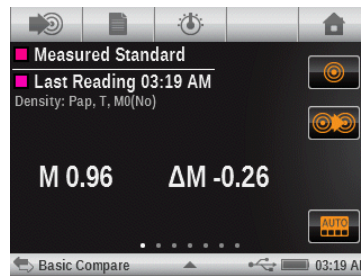 Measured Standard
Last Reading 03:19 AM
Density: Pap, T, M0(No)
M 0.96 ΔM -0.26
AUTO
Basic Compare 03:19 A